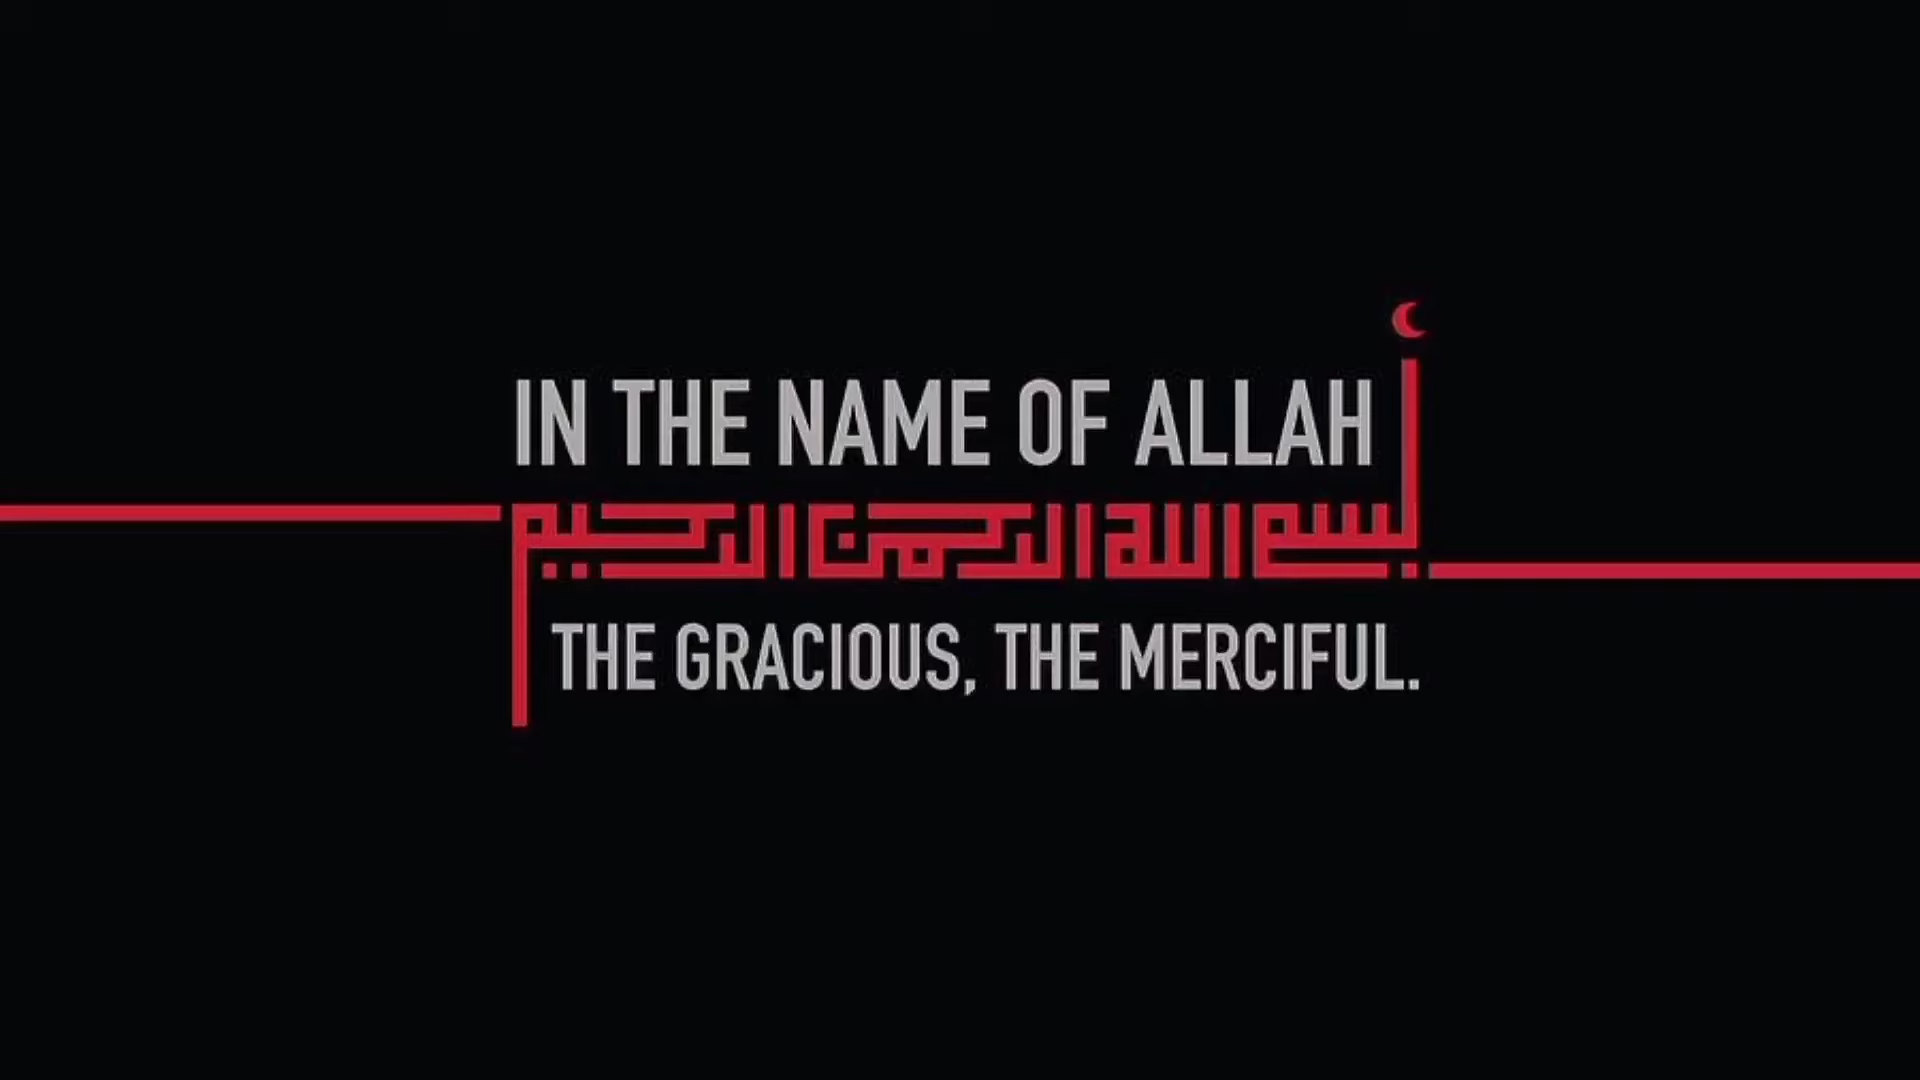 IN THE NAME OF ALLAH
بسم الله الرحمن الرحيم
THE GRACIOUS, THE MERCIFUL.